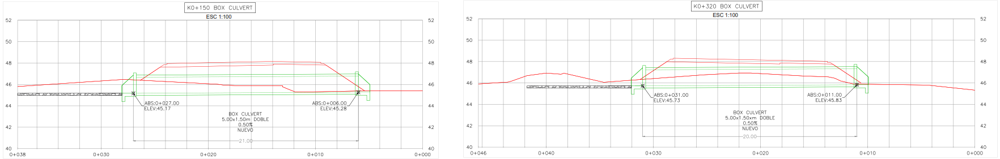 K0+150 BOX CULVERT
ESC 1:100
52 52
50 50
48 48
46 46
44 44
42 42
40 40
ABS:0+027.00
ELEV:45.17
ABS:0+006.00
ELEV:45.28
BOX CULVERT
5.00x1.50m DOBLE
0.50%
NUEVO
21.00
0+038 0+030 0+020 0+010 0+000
K0+320 BOX CULVERT
ESC 1:100
52 52
50 50
48 48
46 46
44 44
42 42
40 40
ABS:0+031.00
ELEV:45.73
ABS:0+011.00
ELEV:45.83
BOX CULVERT
5.00x1.50xm DOBLE
0.50%
NUEVO
20.00
0+046 0+040 0+030 0+020 0+010 0+000